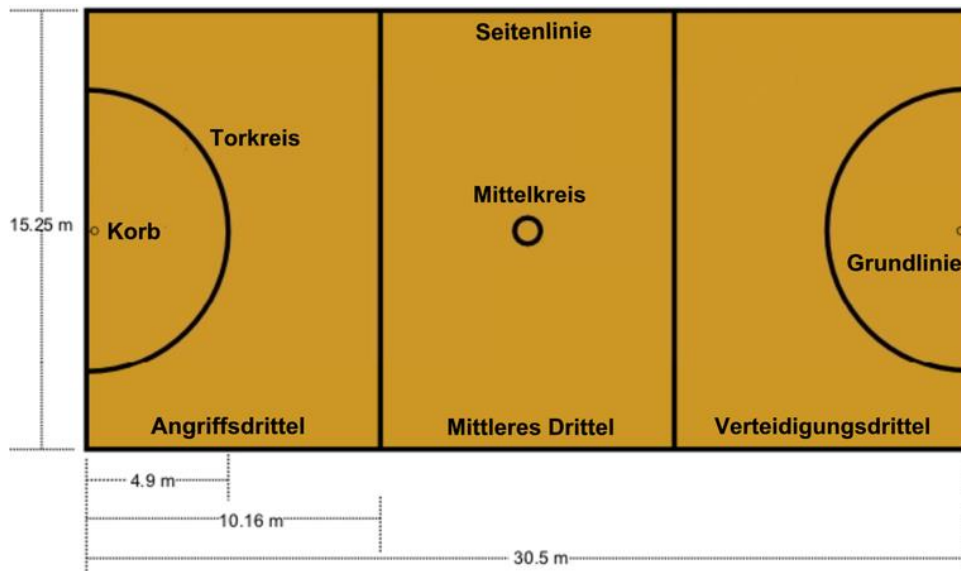 Seitenlinie
Torkreis
Mittelkreis
15.25 m
Korb
Grundlinie
Angriffsdrittel
Mittleres Drittel
Verteidigungsdrittel
4.9 m
10.16 m
30.5 m